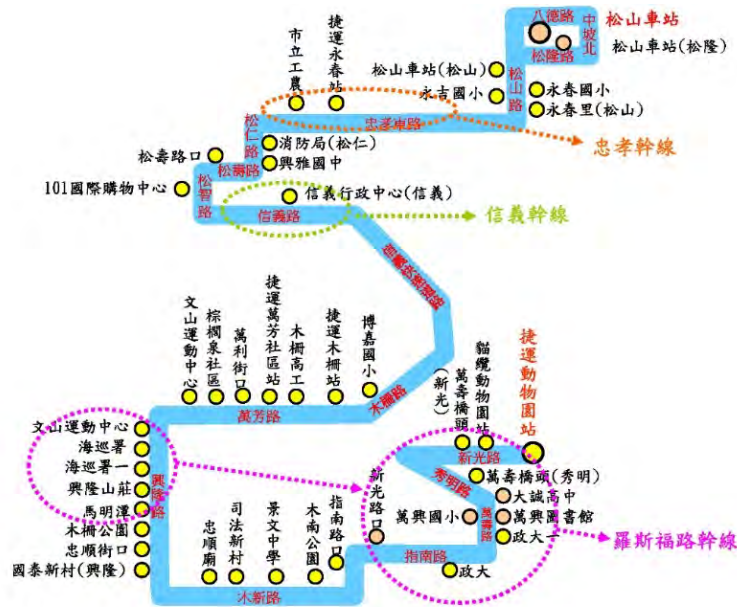 八德路
松山車站
中坡北
松山車站(松隆)
松隆路
市立工農
捷運永春站
松山車站(松山)
永吉國小
松山路
永春國小
永春里(松山)
忠孝東路
忠孝幹線
松仁路
消防局(松仁)
興雅國中
松壽路口
松壽路
101國際購物中心
松智路
信義行政中心(信義)
信義路
信義幹線
信義快速道路
文山運動中心
棕櫚泉社區
萬利街口
捷運萬芳社區站
木柵高工
捷運木柵站
博嘉國小
木柵路
萬芳路
萬壽橋頭(新光)
貓纜動物園站
捷運動物園站
新光路
文山運動中心
海巡署
海巡署一
興隆山莊
馬明潭
木柵公園
忠順街口
國泰新村(興隆)
興隆路
秀明路
萬壽橋頭(秀明)
大誠高中
萬興圖書館
政大一
萬壽路
萬興國小
新光路口
羅斯福路幹線
指南路
政大
忠順廟
司法新村
景文中學
木南公園
指南路口
木新路